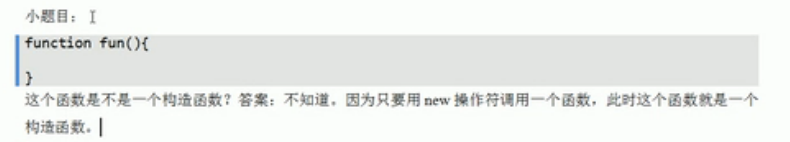 小题目：
function fun(){
}
这个函数是不是一个构造函数？答案：不知道。因为只要用 new 操作符调用一个函数，此时这个函数就是一个
构造函数。